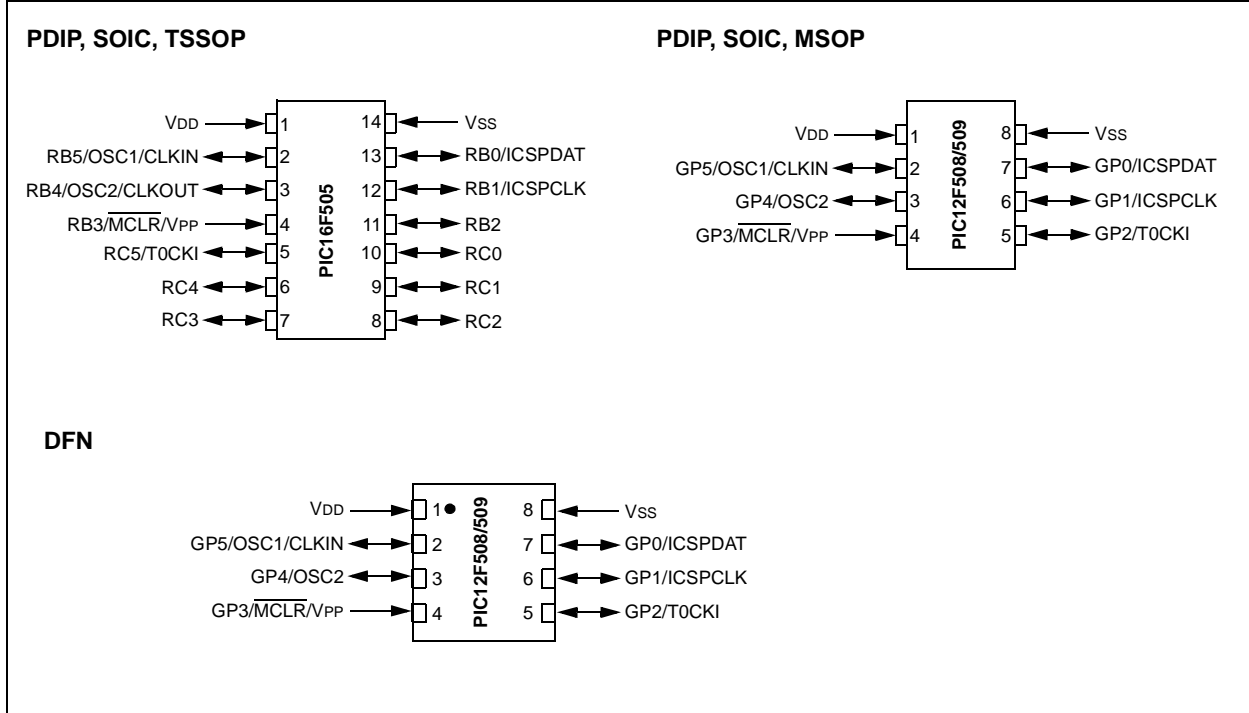 PDIP, SOIC, TSSOP
VDD 1 14 VSS
RB5/OSC1/CLKIN 2 13 RB0/ICSPDAT
RB4/OSC2/CLKOUT 3 12 RB1/ICSPCLK
RB3/MCLR/VPP 4 11 RB2
RC5/T0CKI 5 10 RC0
RC4 6 9 RC1
RC3 7 8 RC2
PIC16F505
PDIP, SOIC, MSOP
VDD 1 8 VSS
GP5/OSC1/CLKIN 2 7 GP0/ICSPDAT
GP4/OSC2 3 6 GP1/ICSPCLK
GP3/MCLR/VPP 4 5 GP2/T0CKI
PIC12F508/509
DFN
VDD 1 8 VSS
GP5/OSC1/CLKIN 2 7 GP0/ICSPDAT
GP4/OSC2 3 6 GP1/ICSPCLK
GP3/MCLR/VPP 4 5 GP2/T0CKI
PIC12F508/509